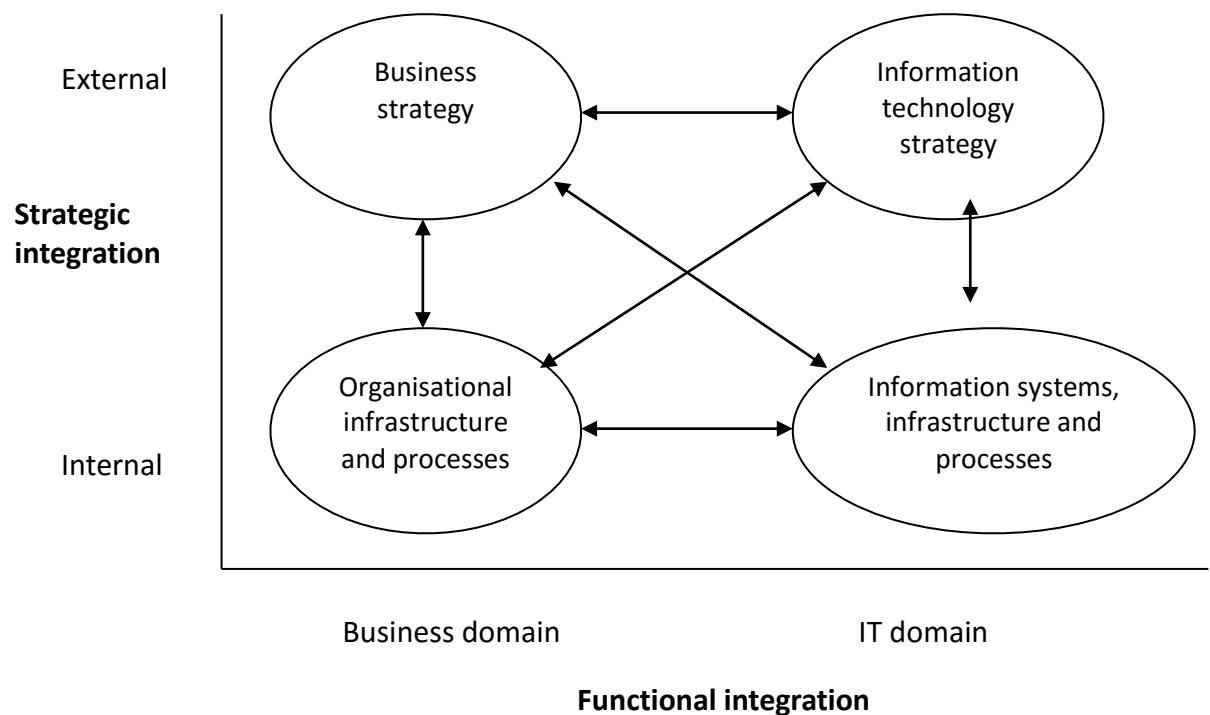 External
Business
strategy
Information
technology
strategy
Strategic
integration
Organisational
infrastructure
and processes
Information systems,
infrastructure and
processes
Internal
Business domain
IT domain
Functional integration